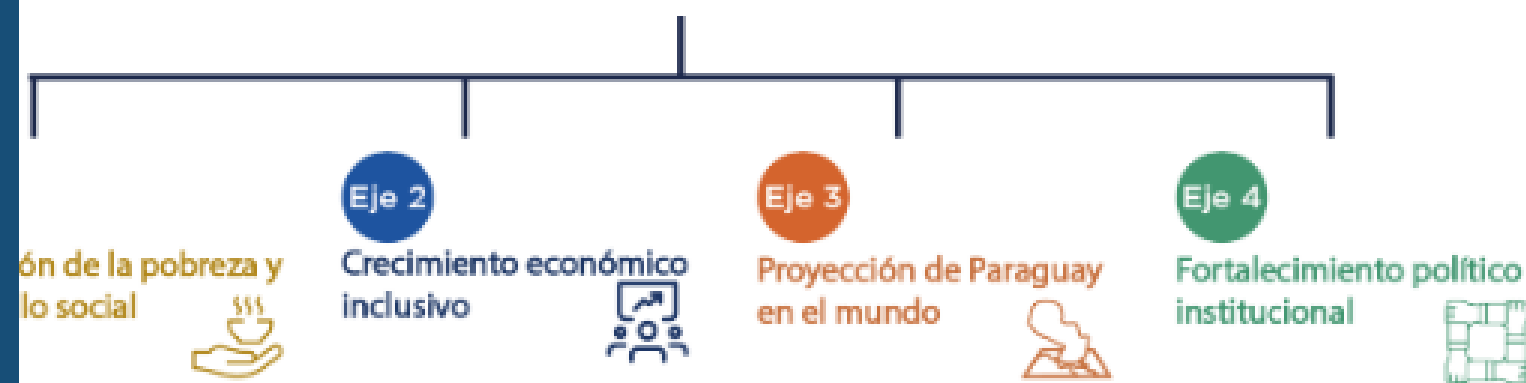 ón de la pobreza y
lo social
Eje 2
Crecimiento económico
inclusivo
Eje 3
Proyección de Paraguay
en el mundo
Eje 4
Fortalecimiento político
institucional